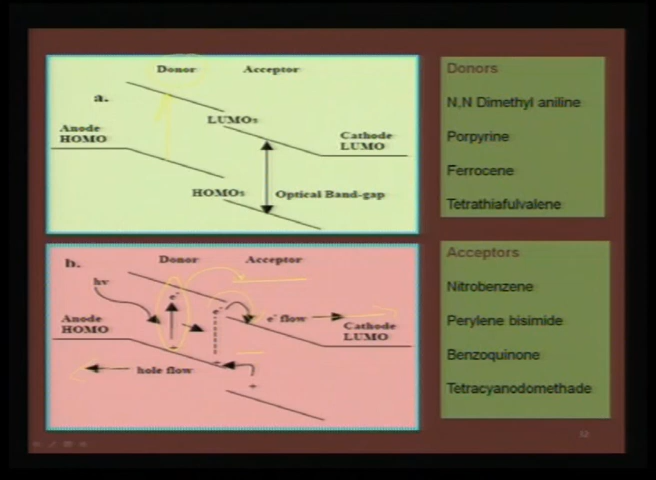 Donor Acceptor
a.
LUMOs
Anode
HOMO
Cathode
LUMO
HOMOs
Optical Band-gap
Donors
N,N Dimethyl aniline
Porpyrine
Ferrocene
Tetrathiafulvalene
b.
Donor Acceptor
hν
e-
e-
e- flow
Anode
HOMO
Cathode
LUMO
hole flow
+
Acceptors
Nitrobenzene
Perylene bisimide
Benzoquinone
Tetracyanodomethade
12